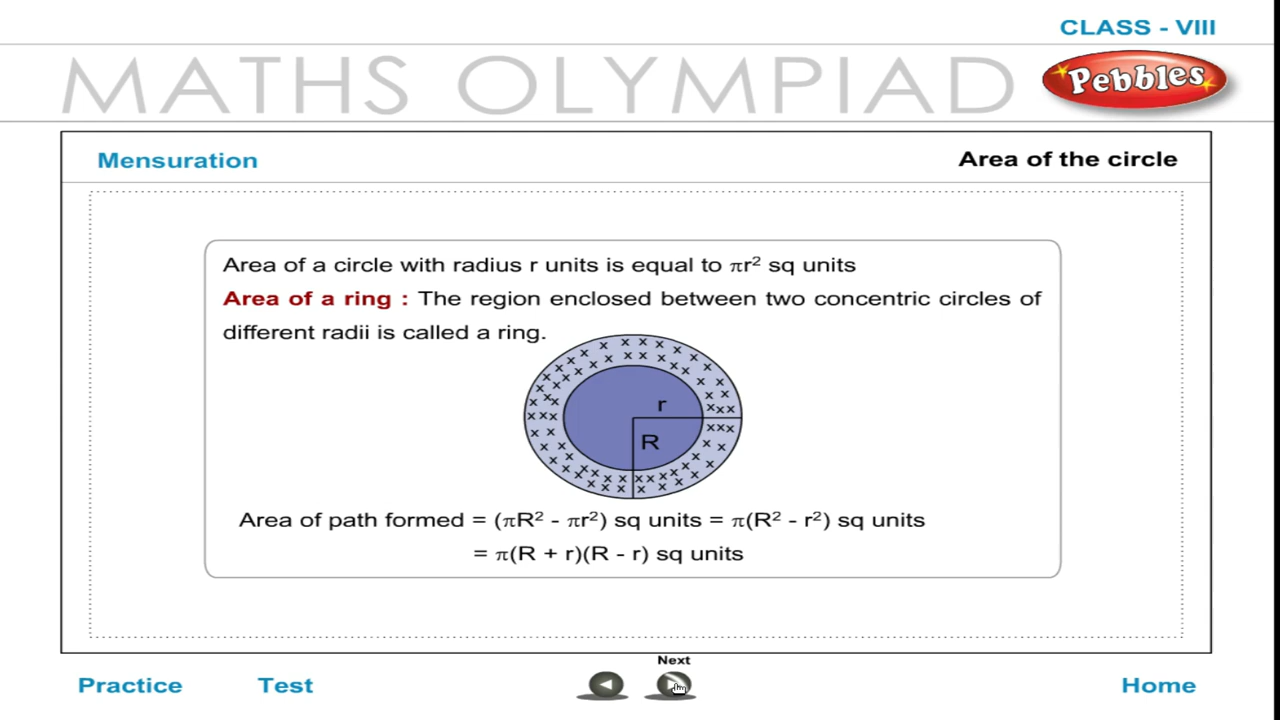 CLASS - VIII
MATHS OLYMPIAD
Pebbles
Mensuration
Area of the circle
Area of a circle with radius r units is equal to πr² sq units
Area of a ring : The region enclosed between two concentric circles of
different radii is called a ring.
r
R
Area of path formed = (πR² - πr²) sq units = π(R² - r²) sq units
= π(R + r)(R - r) sq units
Next
Practice
Test
Home